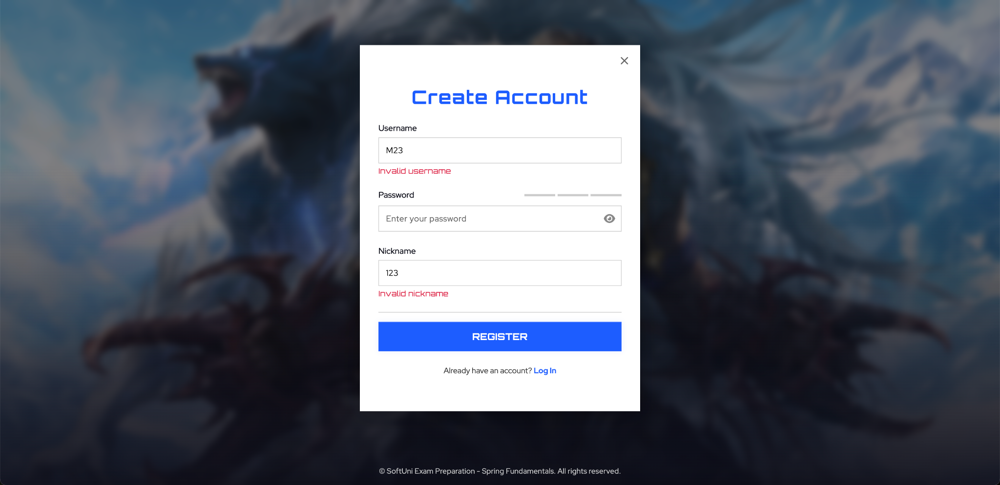 Create Account
Username
M23
Invalid username
Password
Enter your password
Nickname
123
Invalid nickname
REGISTER
Already have an account? Log In
© SoftUni Exam Preparation - Spring Fundamentals. All rights reserved.